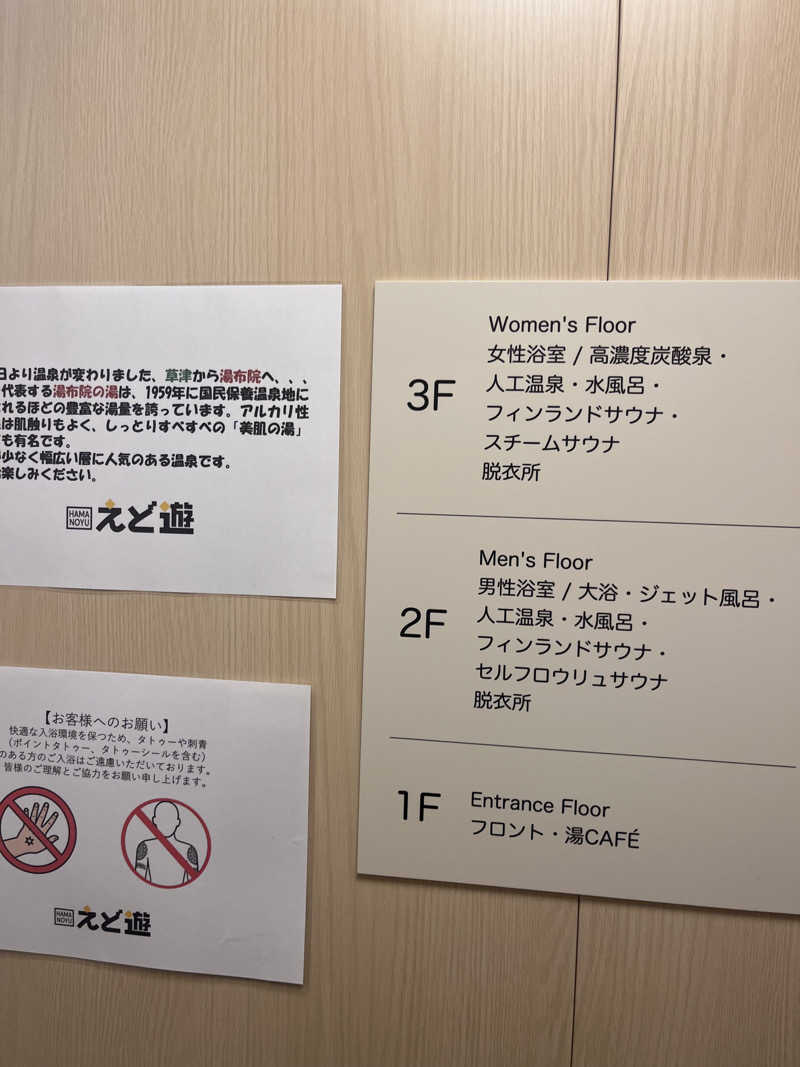 日より温泉が変わりました、草津から湯布院へ、、、
代表する湯布院の湯は、1959年に国民保養温泉地に
れるほどの豊富な湯量を誇っています。アルカリ性
は肌触りもよく、しっとりすべすべの「美肌の湯」
も有名です。
少なく幅広い層に人気のある温泉です。
楽しみください。
HAMA
NOYU
えど遊
【お客様へのお願い】
快適な入浴環境を保つため、タトゥーや刺青
（ポイントタトゥー、タトゥーシールを含む）
のある方のご入浴はご遠慮いただいております。
皆様のご理解とご協力をお願い申し上げます。
HAMA
NOYU
えど遊
3F
Women's Floor
女性浴室 / 高濃度炭酸泉・
人工温泉・水風呂・
フィンランドサウナ・
スチームサウナ
脱衣所
2F
Men's Floor
男性浴室 / 大浴・ジェット風呂・
人工温泉・水風呂・
フィンランドサウナ・
セルフロウリュサウナ
脱衣所
1F
Entrance Floor
フロント・湯CAFÉ